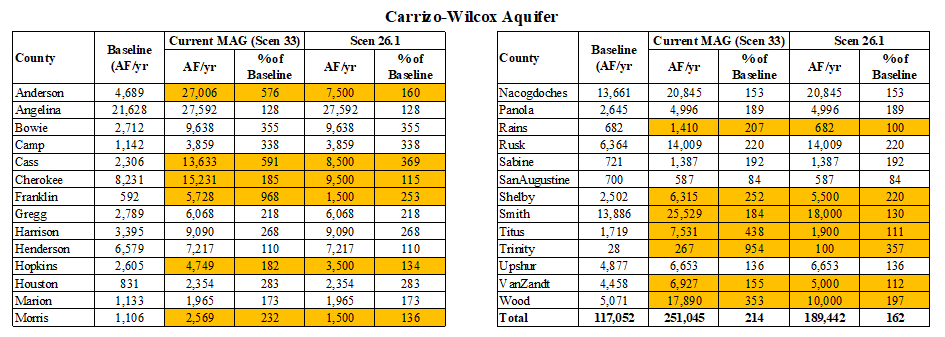 Carrizo-Wilcox Aquifer
County Baseline (AF/yr Current MAG (Scen 33) Scen 26.1
AF/yr % of Baseline AF/yr % of Baseline
Anderson 4,689 27,006 576 7,500 160
Angelina 21,628 27,592 128 27,592 128
Bowie 2,712 9,638 355 9,638 355
Camp 1,142 3,859 338 3,859 338
Cass 2,306 13,633 591 8,500 369
Cherokee 8,231 15,231 185 9,500 115
Franklin 592 5,728 968 1,500 253
Gregg 2,789 6,068 218 6,068 218
Harrison 3,395 9,090 268 9,090 268
Henderson 6,579 7,217 110 7,217 110
Hopkins 2,605 4,749 182 3,500 134
Houston 831 2,354 283 2,354 283
Marion 1,133 1,965 173 1,965 173
Morris 1,106 2,569 232 1,500 136
County Baseline (AF/yr Current MAG (Scen 33) Scen 26.1
AF/yr % of Baseline AF/yr % of Baseline
Nacogdoches 13,661 20,845 153 20,845 153
Panola 2,645 4,996 189 4,996 189
Rains 682 1,410 207 682 100
Rusk 6,364 14,009 220 14,009 220
Sabine 721 1,387 192 1,387 192
SanAugustine 700 587 84 587 84
Shelby 2,502 6,315 252 5,500 220
Smith 13,886 25,529 184 18,000 130
Titus 1,719 7,531 438 1,900 111
Trinity 28 267 954 100 357
Upshur 4,877 6,653 136 6,653 136
VanZandt 4,458 6,927 155 5,000 112
Wood 5,071 17,890 353 10,000 197
Total 117,052 251,045 214 189,442 162